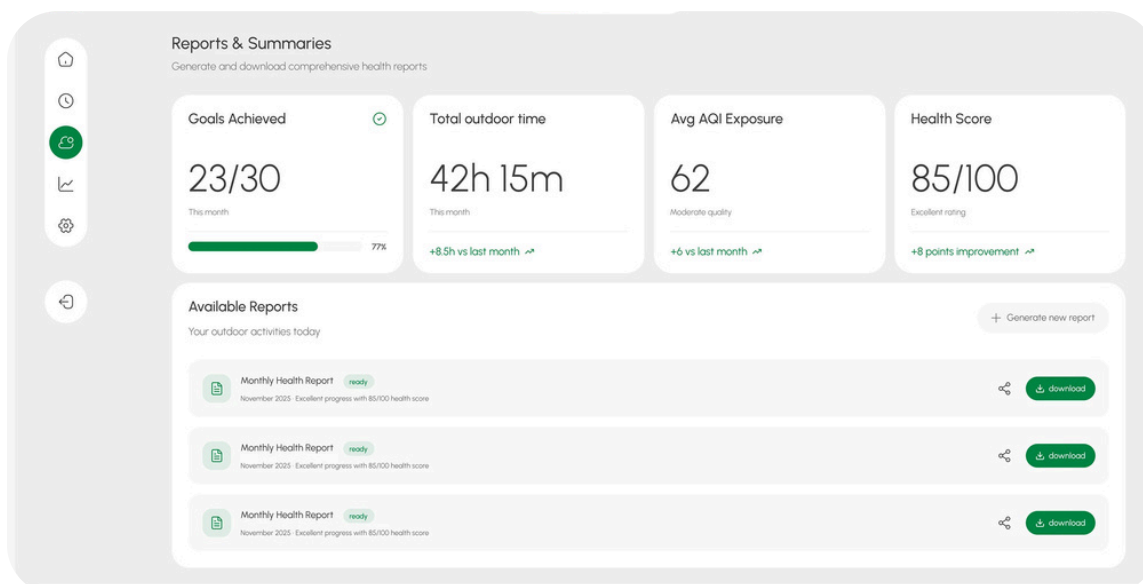 Reports & Summaries
Generate and download comprehensive health reports
Goals Achieved
23/30
This month
77%
Total outdoor time
42h 15m
This month
+8.5h vs last month
Avg AQI Exposure
62
Moderate quality
+6 vs last month
Health Score
85/100
Excellent rating
+8 points improvement
Available Reports
Your outdoor activities today
+ Generate new report
Monthly Health Report ready
November 2025 · Excellent progress with 85/100 health score
download
Monthly Health Report ready
November 2025 · Excellent progress with 85/100 health score
download
Monthly Health Report ready
November 2025 · Excellent progress with 85/100 health score
download